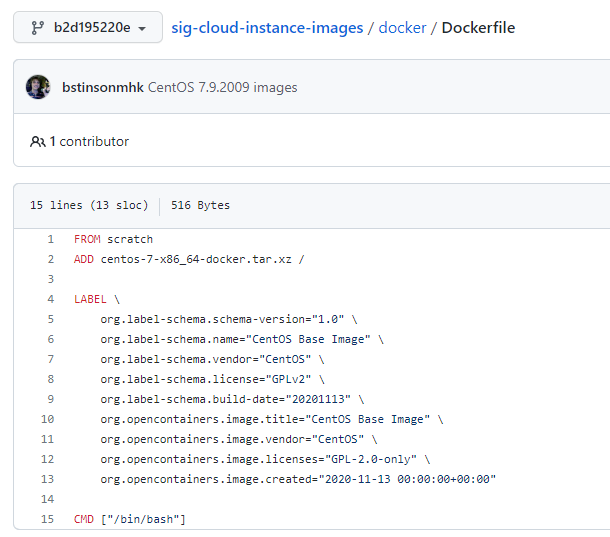 b2d195220e sig-cloud-instance-images / docker / Dockerfile
bstinsonmhk CentOS 7.9.2009 images
1 contributor
15 lines (13 sloc) 516 Bytes
1 FROM scratch
2 ADD centos-7-x86_64-docker.tar.xz /
3
4 LABEL \
5 org.label-schema.schema-version="1.0" \
6 org.label-schema.name="CentOS Base Image" \
7 org.label-schema.vendor="CentOS" \
8 org.label-schema.license="GPLv2" \
9 org.label-schema.build-date="20201113" \
10 org.opencontainers.image.title="CentOS Base Image" \
11 org.opencontainers.image.vendor="CentOS" \
12 org.opencontainers.image.licenses="GPL-2.0-only" \
13 org.opencontainers.image.created="2020-11-13 00:00:00+00:00"
14
15 CMD ["/bin/bash"]